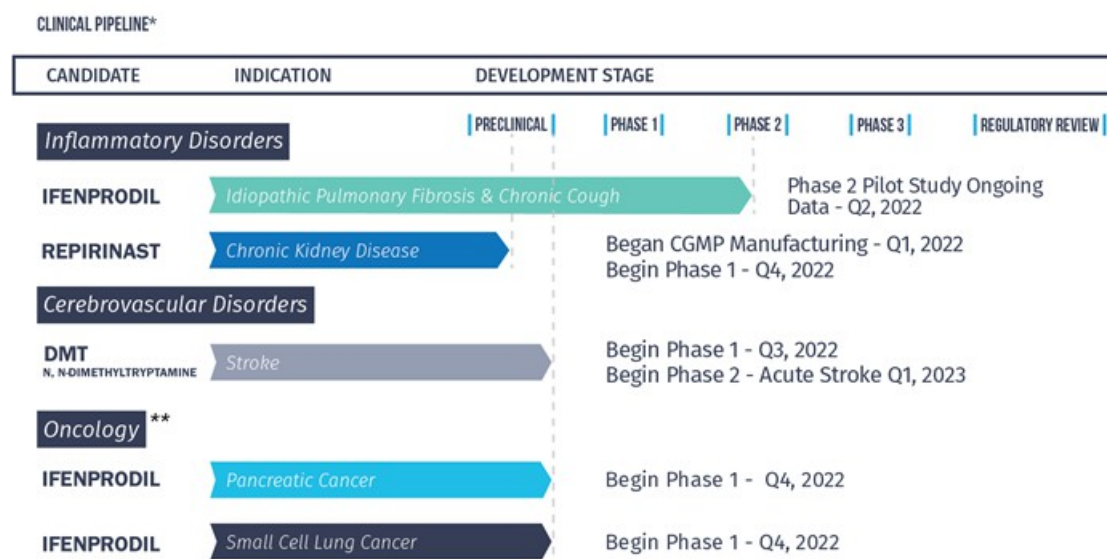 CLINICAL PIPELINE*
CANDIDATE INDICATION DEVELOPMENT STAGE
PRECLINICAL PHASE 1 PHASE 2 PHASE 3 REGULATORY REVIEW
Inflammatory Disorders
IFENPRODIL Idiopathic Pulmonary Fibrosis & Chronic Cough Phase 2 Pilot Study Ongoing
Data - Q2, 2022
REPIRINAST Chronic Kidney Disease Began CGMP Manufacturing - Q1, 2022
Begin Phase 1 - Q4, 2022
Cerebrovascular Disorders
DMT Stroke Begin Phase 1 - Q3, 2022
N, N-DIMETHYLTRYPTAMINE Begin Phase 2 - Acute Stroke Q1, 2023
Oncology **
IFENPRODIL Pancreatic Cancer Begin Phase 1 - Q4, 2022
IFENPRODIL Small Cell Lung Cancer Begin Phase 1 - Q4, 2022